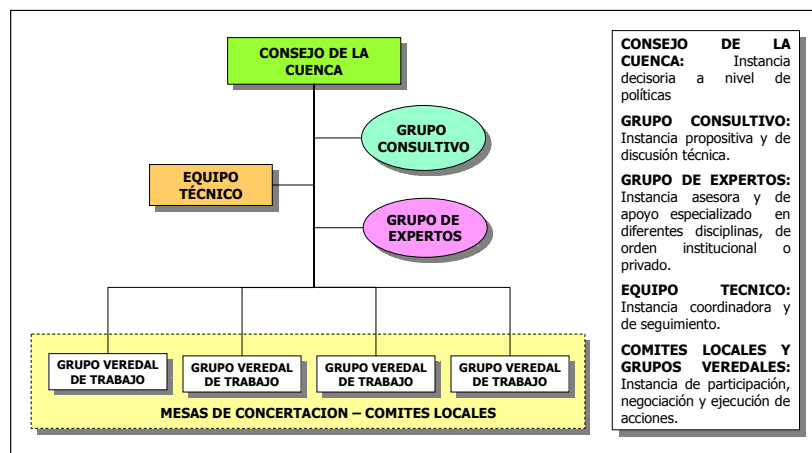 CONSEJO DE LA
CUENCA
GRUPO
CONSULTIVO
EQUIPO
TÉCNICO
GRUPO DE
EXPERTOS
GRUPO VEREDAL
DE TRABAJO
GRUPO VEREDAL
DE TRABAJO
GRUPO VEREDAL
DE TRABAJO
GRUPO VEREDAL
DE TRABAJO
MESAS DE CONCERTACION – COMITES LOCALES
CONSEJO DE LA
CUENCA: Instancia
decisoria a nivel de
políticas
GRUPO CONSULTIVO:
Instancia propositiva y de
discusión técnica.
GRUPO DE EXPERTOS:
Instancia asesora y de
apoyo especializado en
diferentes disciplinas, de
orden institucional o
privado.
EQUIPO TECNICO:
Instancia coordinadora y
de seguimiento.
COMITES LOCALES Y
GRUPOS VEREDALES:
Instancia de participación,
negociación y ejecución de
acciones.